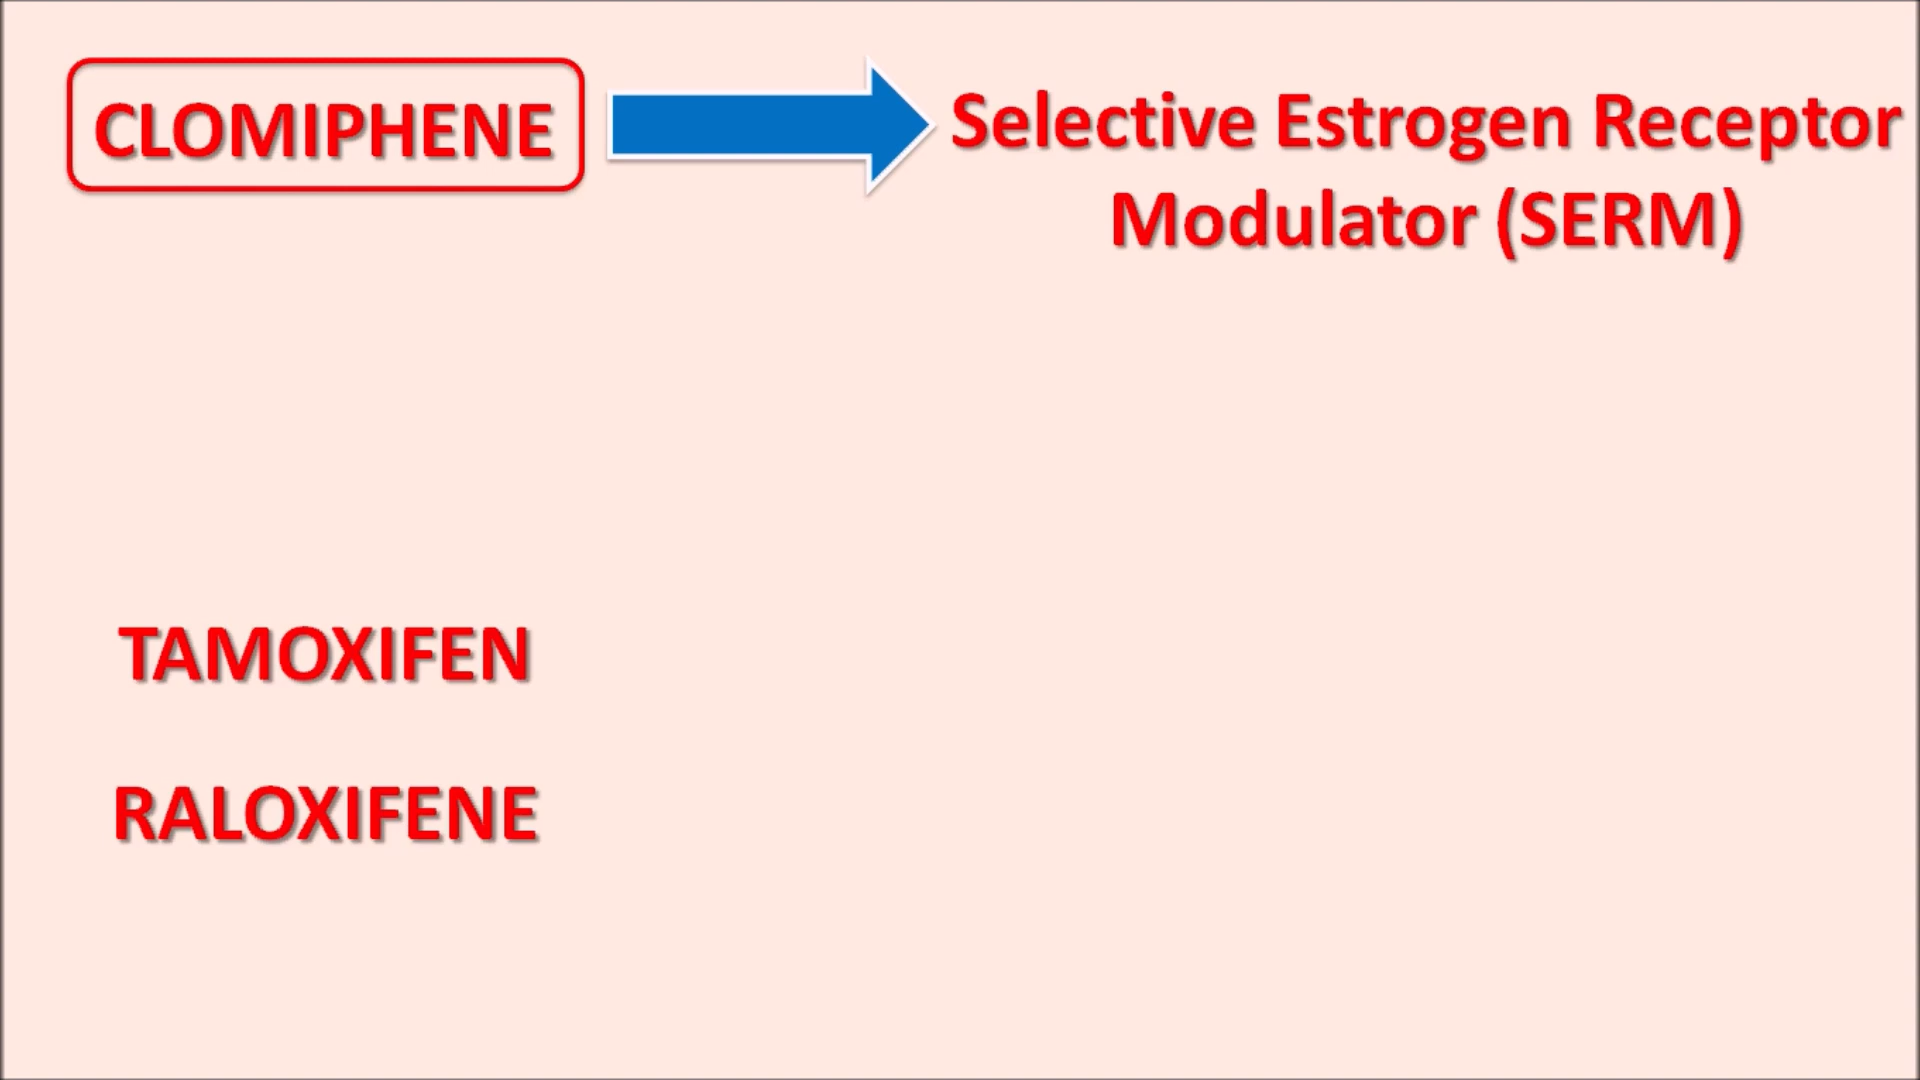 CLOMIPHENE
Selective Estrogen Receptor
Modulator (SERM)
TAMOXIFEN
RALOXIFENE